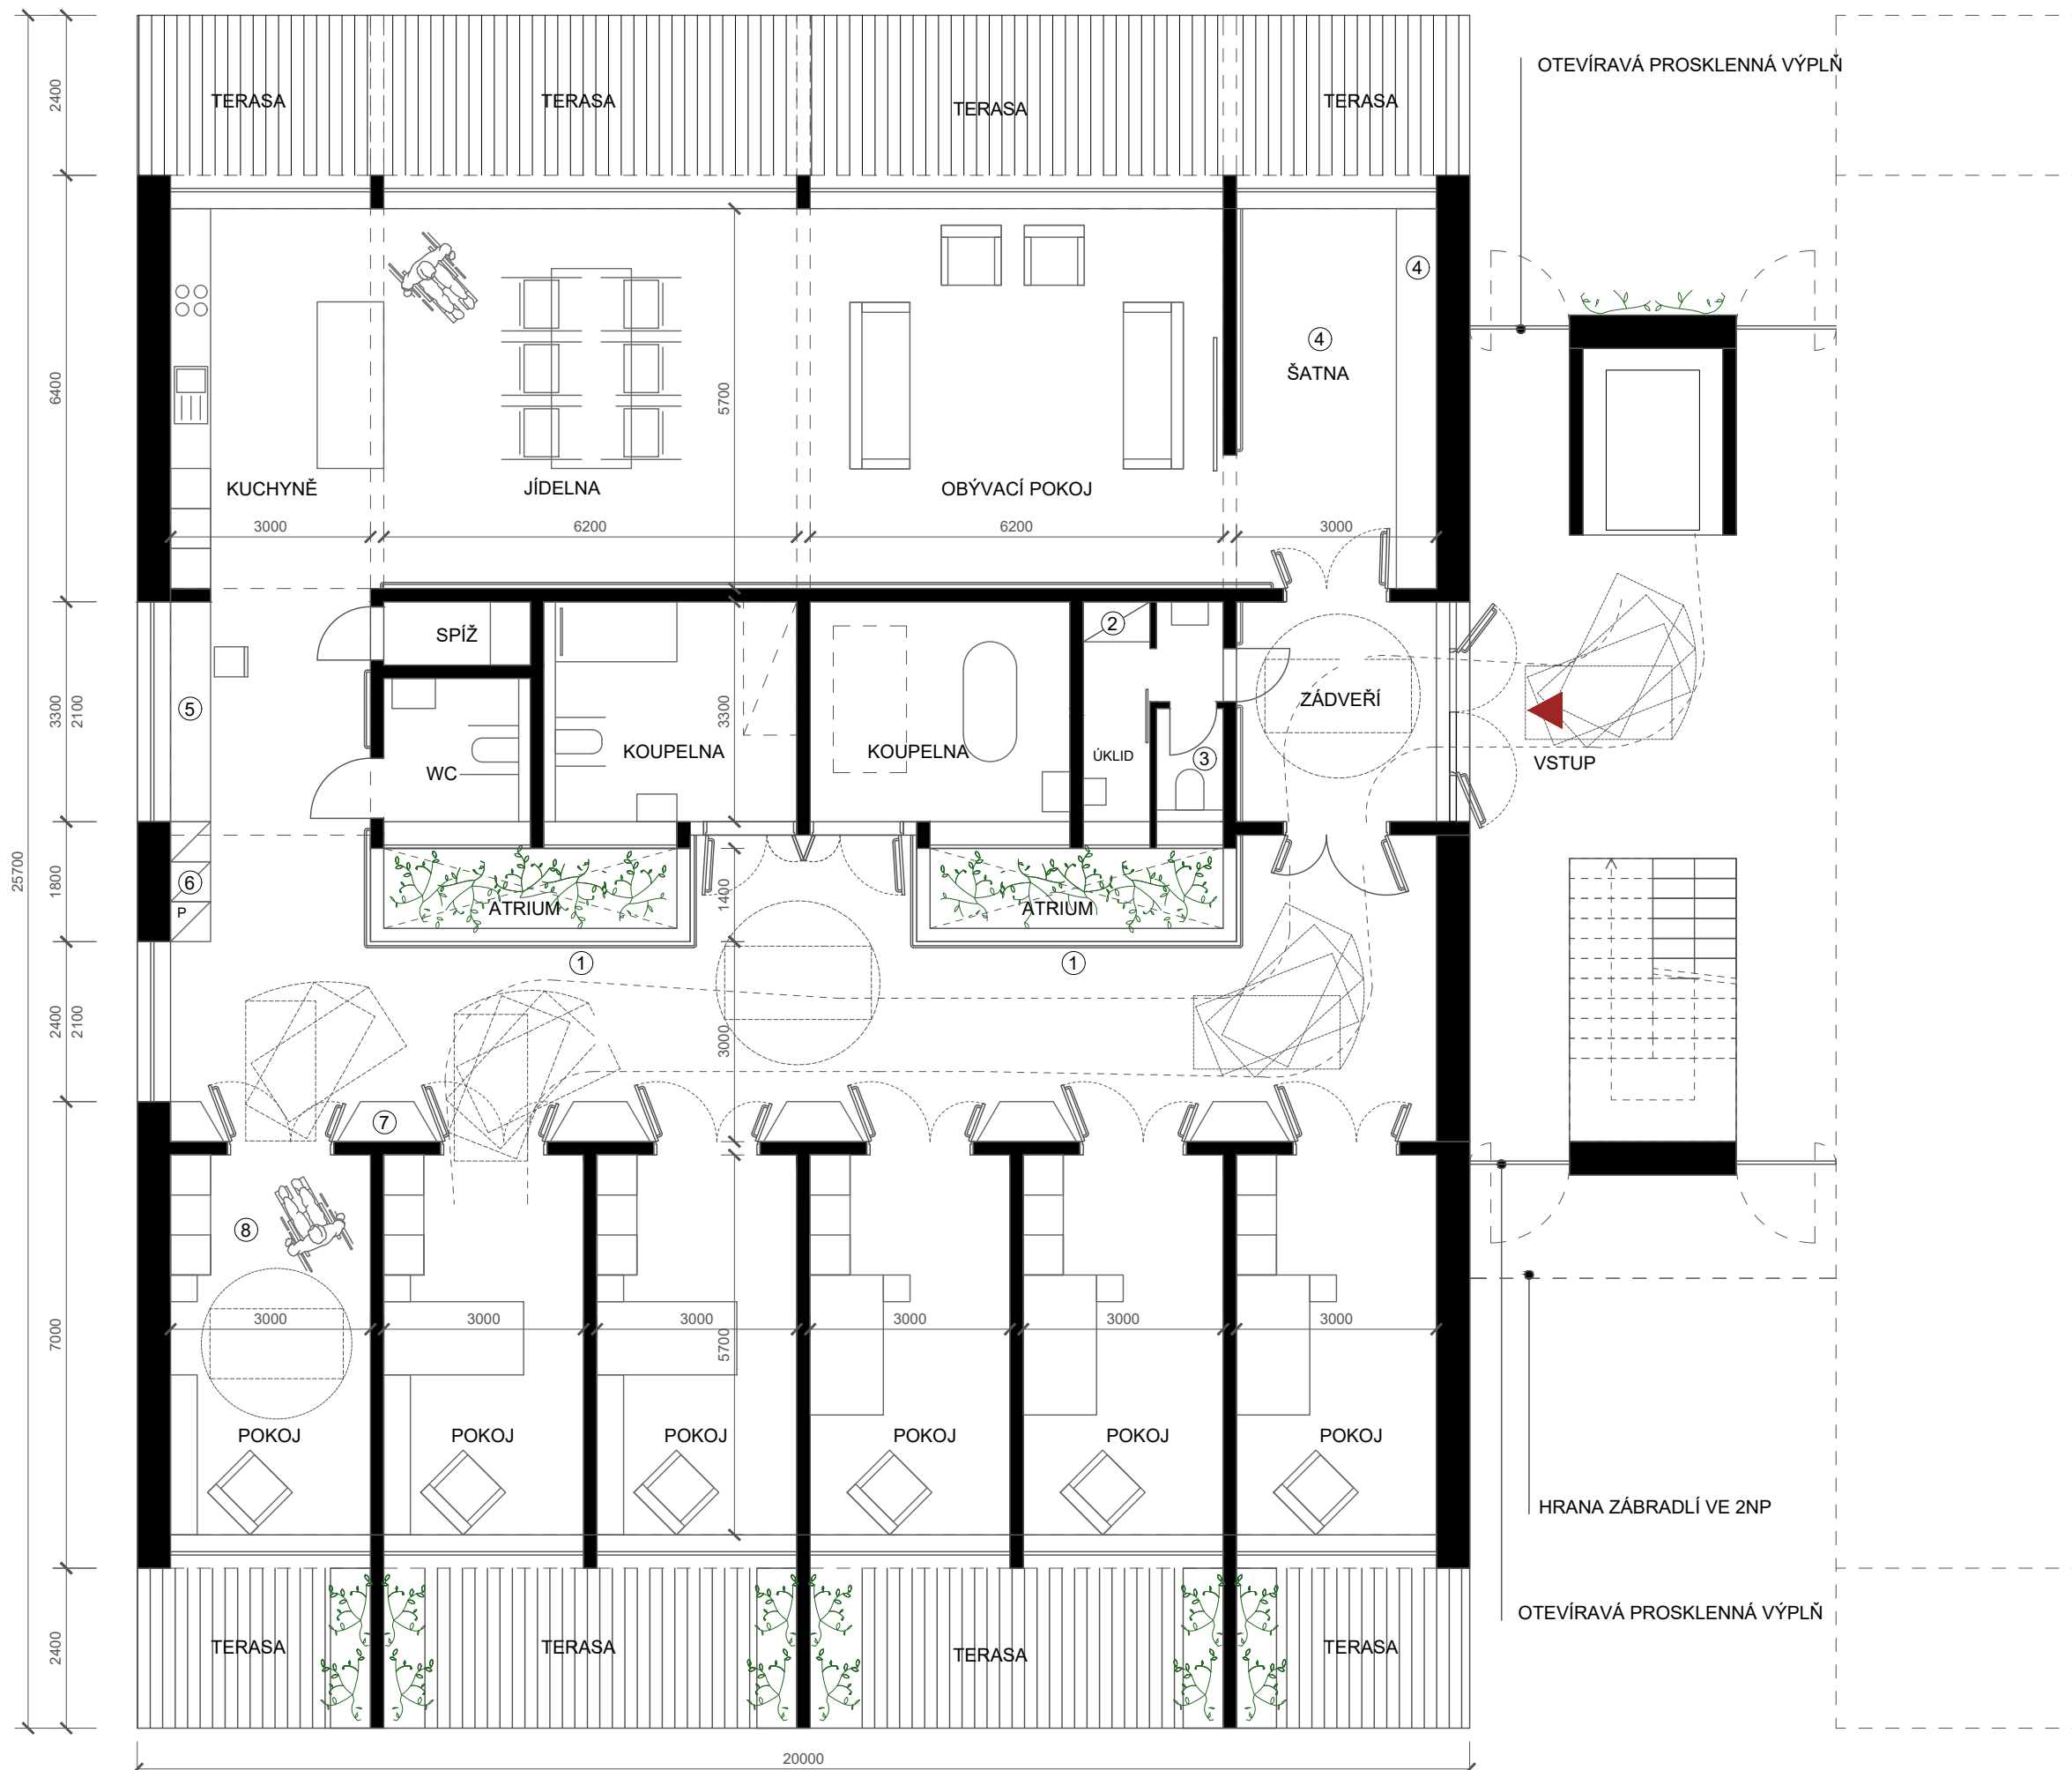 OTEVÍRAVÁ PROSKLENNÁ VÝPLŇ
TERASA
TERASA
TERASA
TERASA
2400
6400
5700
4
4
ŠATNA
KUCHYNĚ
JÍDELNA
OBÝVACÍ POKOJ
3000
6200
6200
3000
SPÍŽ
2
5
3300
2100
3300
ZÁDVEŘÍ
WC
KOUPELNA
KOUPELNA
ÚKLID
3
VSTUP
25700
1800
6
P
1400
ATRIUM
ATRIUM
1
1
2400
2100
3000
7
8
7000
3000
3000
3000
5700
3000
3000
3000
POKOJ
POKOJ
POKOJ
POKOJ
POKOJ
POKOJ
HRANA ZÁBRADLÍ VE 2NP
OTEVÍRAVÁ PROSKLENNÁ VÝPLŇ
2400
TERASA
TERASA
TERASA
TERASA
20000